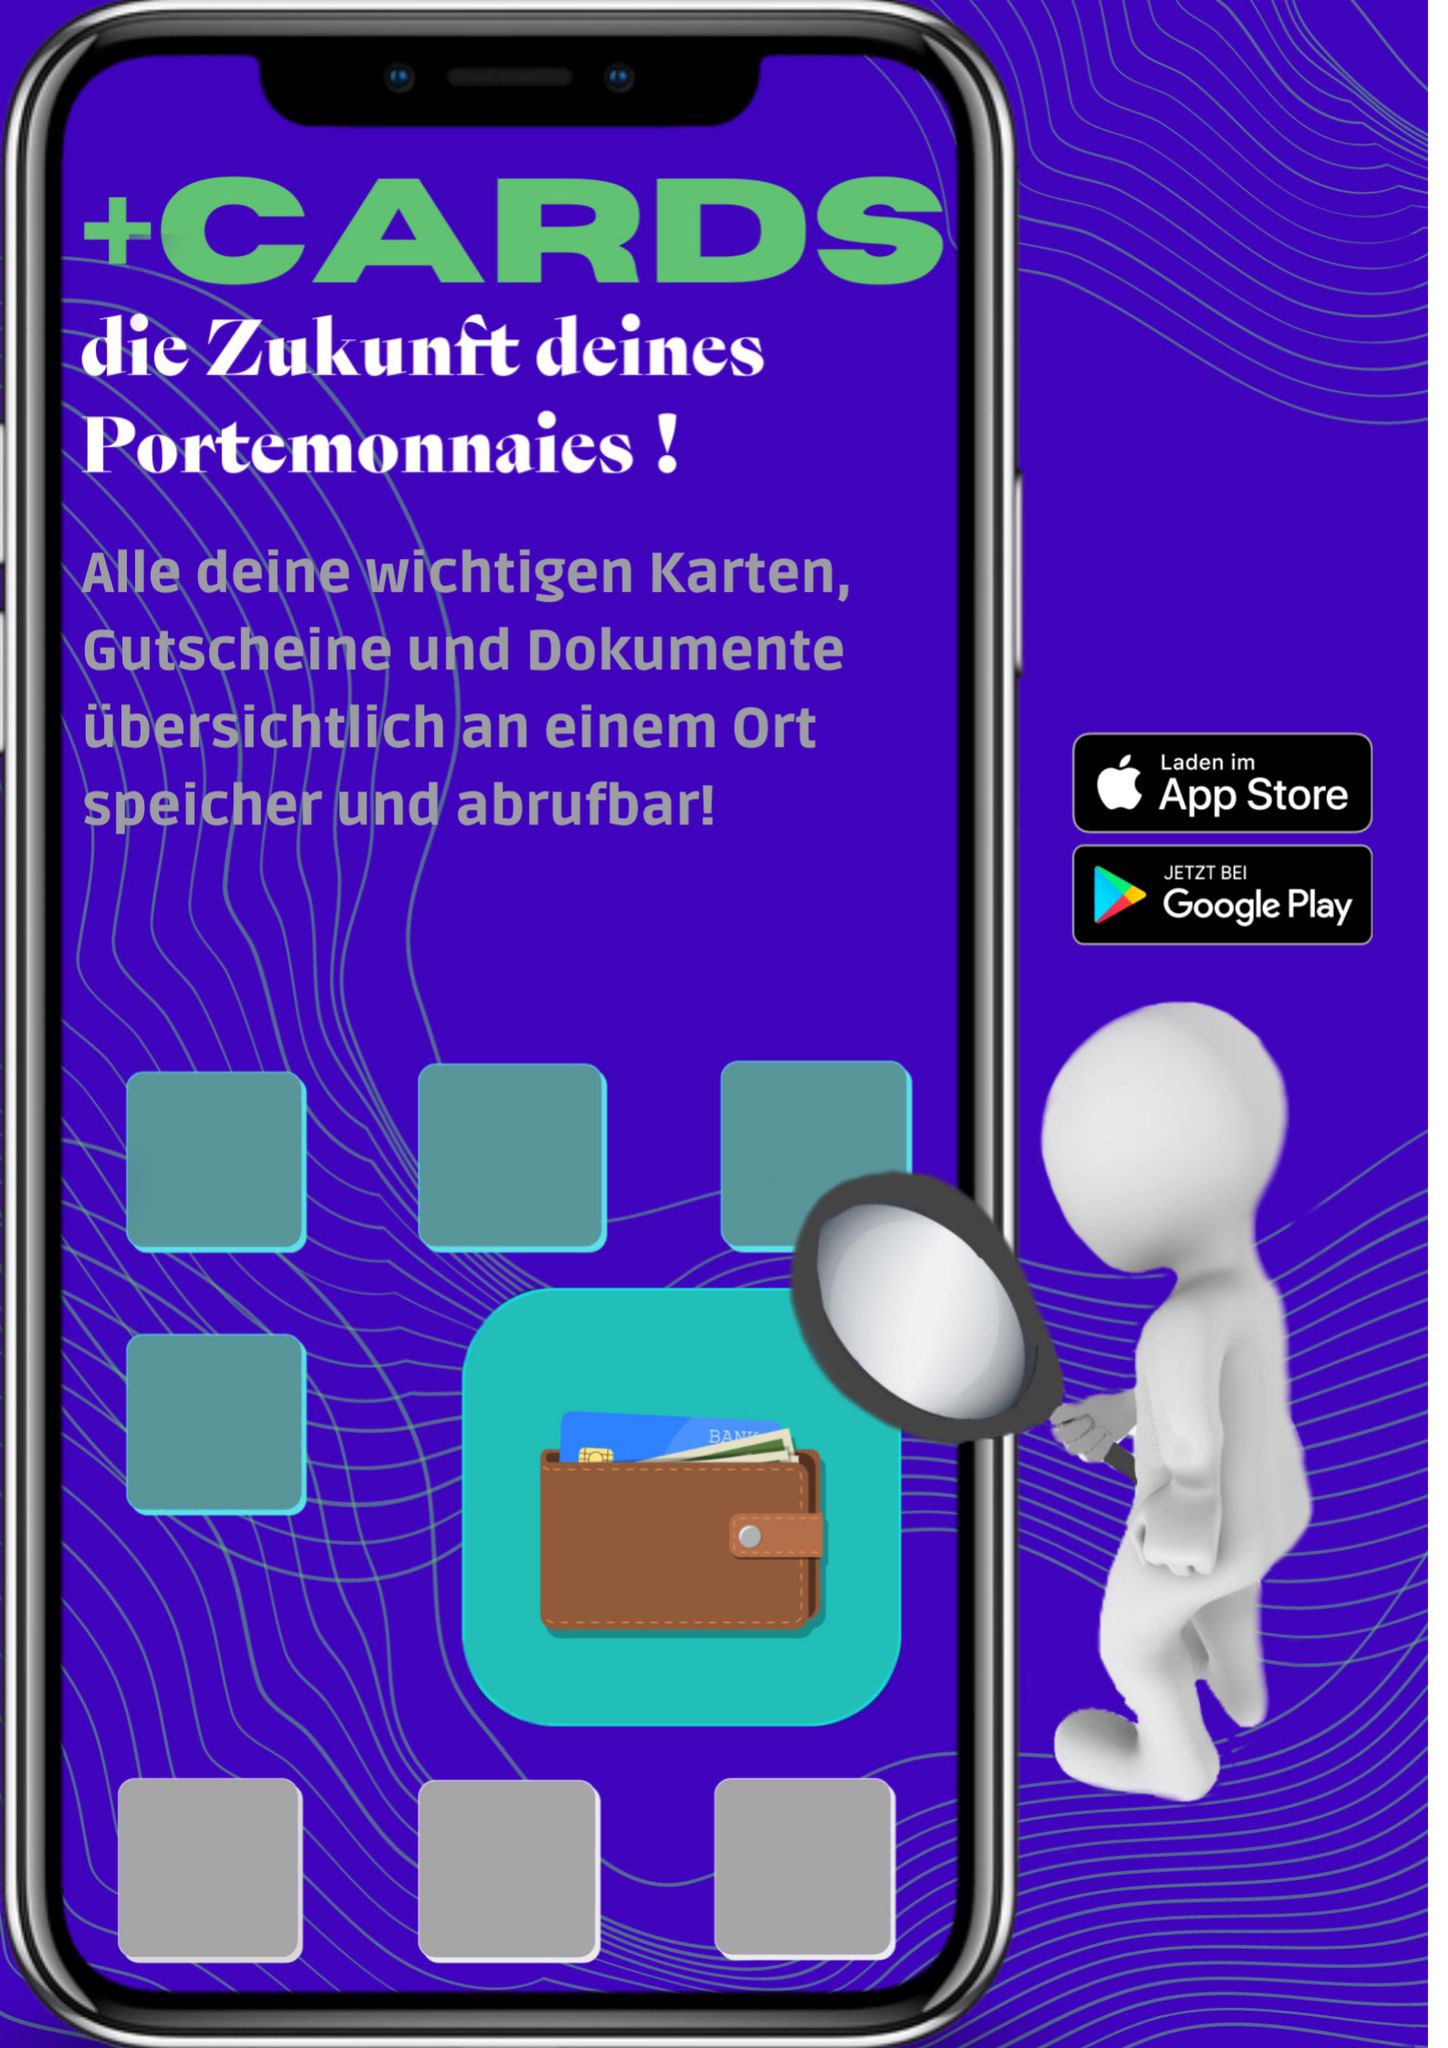 +CARDS
die Zukunft deines
Portemonnaies !
Alle deine wichtigen Karten,
Gutscheine und Dokumente
übersichtlich an einem Ort
speicher und abrufbar!
Laden im
App Store
JETZT BEI
Google Play
BANK